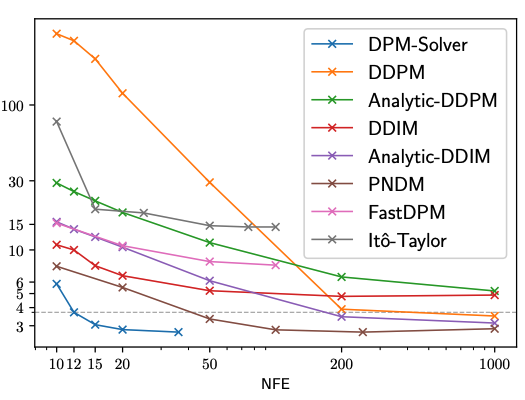 DPM-Solver
DDPM
Analytic-DDPM
DDIM
Analytic-DDIM
PNDM
FastDPM
Itô-Taylor
100
30
15
10
6
5
4
3
10 12 15 20 50 200 1000
NFE